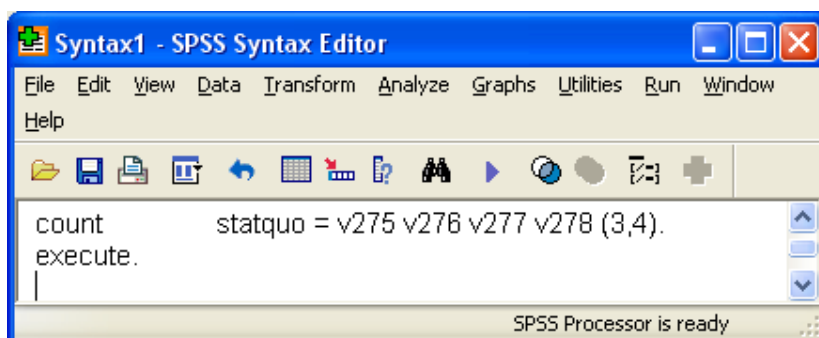 Syntax1 - SPSS Syntax Editor
File Edit View Data Transform Analyze Graphs Utilities Run Window
Help
count statquo = v275 v276 v277 v278 (3,4).
execute.
SPSS Processor is ready